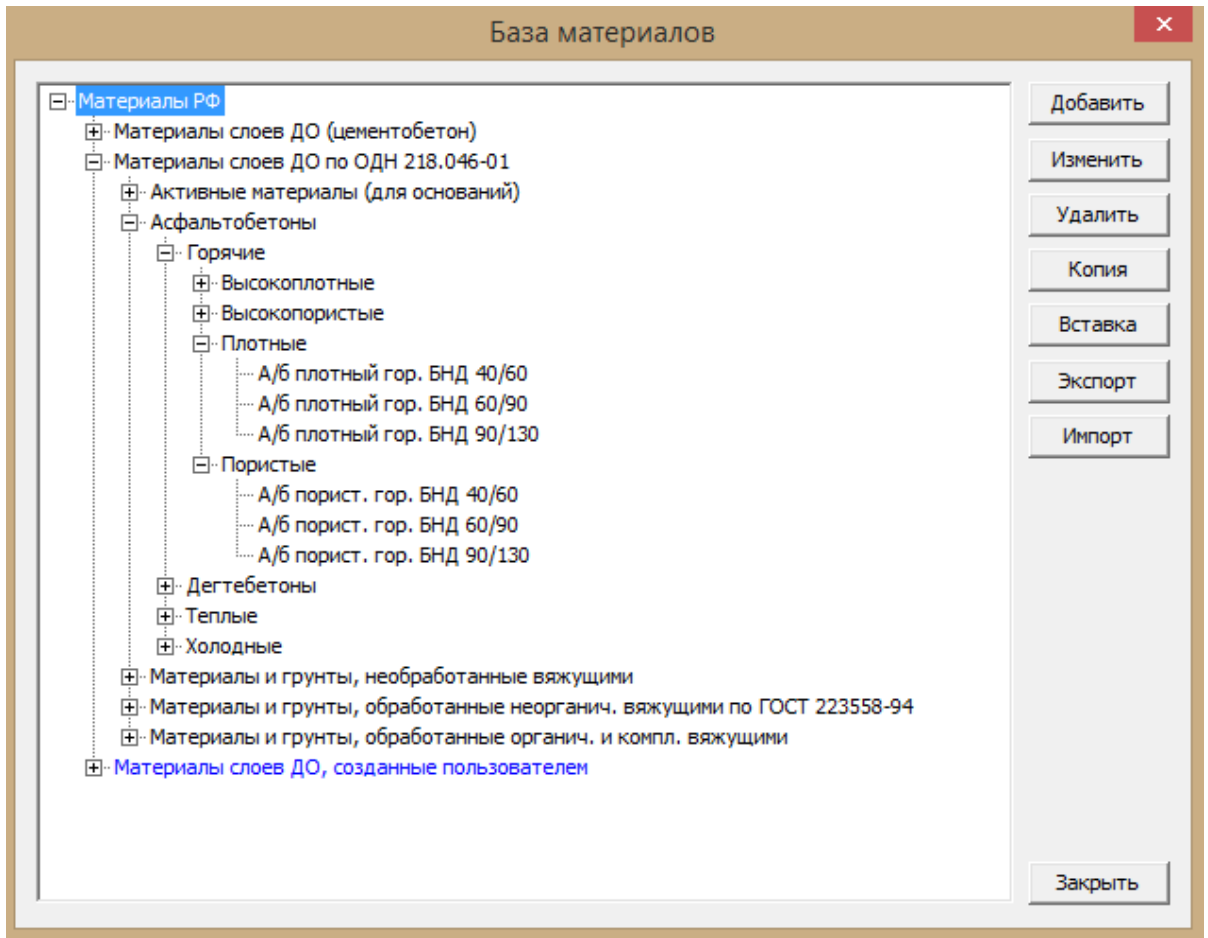 База материалов
Материалы РФ
Материалы слоев ДО (цементобетон)
Материалы слоев ДО по ОДН 218.046-01
Активные материалы (для оснований)
Асфальтобетоны
Горячие
Высокоплотные
Высокопористые
Плотные
А/б плотный гор. БНД 40/60
А/б плотный гор. БНД 60/90
А/б плотный гор. БНД 90/130
Пористые
А/б порист. гор. БНД 40/60
А/б порист. гор. БНД 60/90
А/б порист. гор. БНД 90/130
Дегтебетоны
Теплые
Холодные
Материалы и грунты, необработанные вяжущими
Материалы и грунты, обработанные неорганич. вяжущими по ГОСТ 223558-94
Материалы и грунты, обработанные органич. и компл. вяжущими
Материалы слоев ДО, созданные пользователем
Добавить
Изменить
Удалить
Копия
Вставка
Экспорт
Импорт
Закрыть